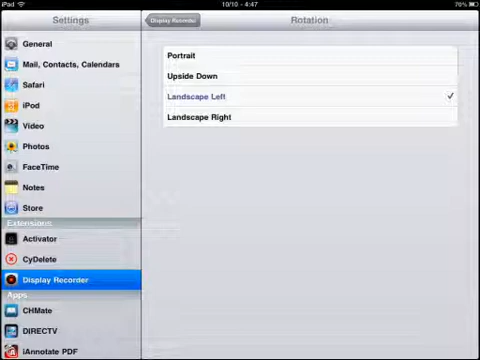 iPad
10/10 - 4:47
70%
Settings
Display Recorder
Rotation
General
Mail, Contacts, Calendars
Safari
iPod
Video
Photos
FaceTime
Notes
Store
Extensions
Activator
CyDelete
Display Recorder
Apps
CHMate
DIRECTV
iAnnotate PDF
Portrait
Upside Down
Landscape Left
Landscape Right